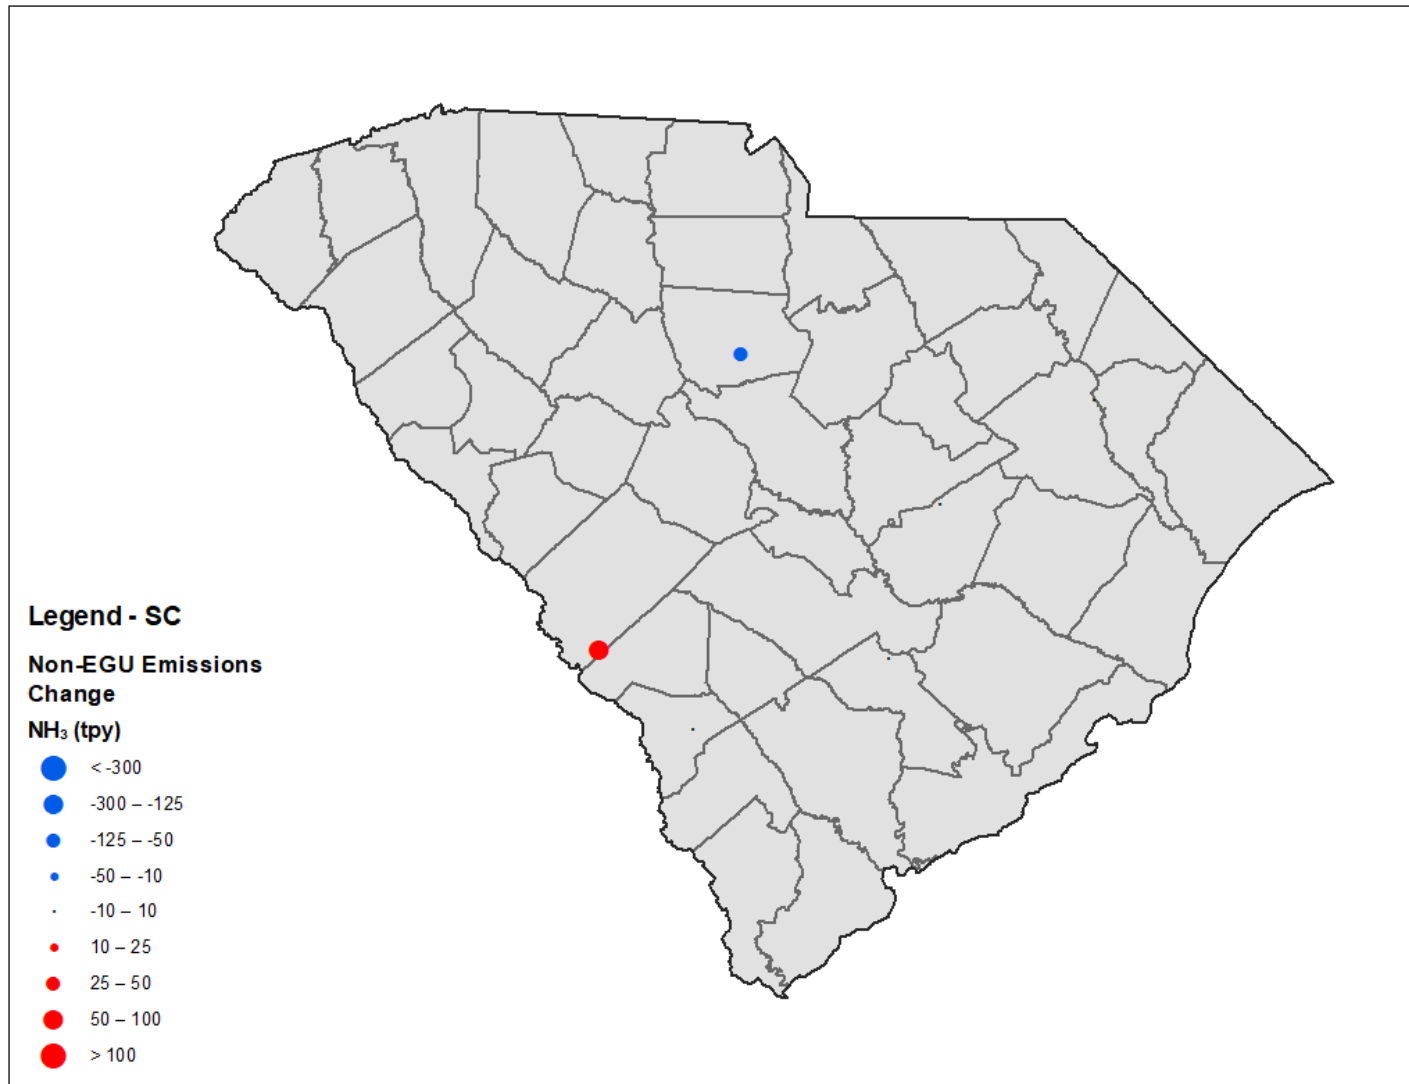 Legend - SC
Non-EGU Emissions
Change
NH₃ (tpy)
< -300
-300 – -125
-125 – -50
-50 – -10
-10 – 10
10 – 25
25 – 50
50 – 100
> 100